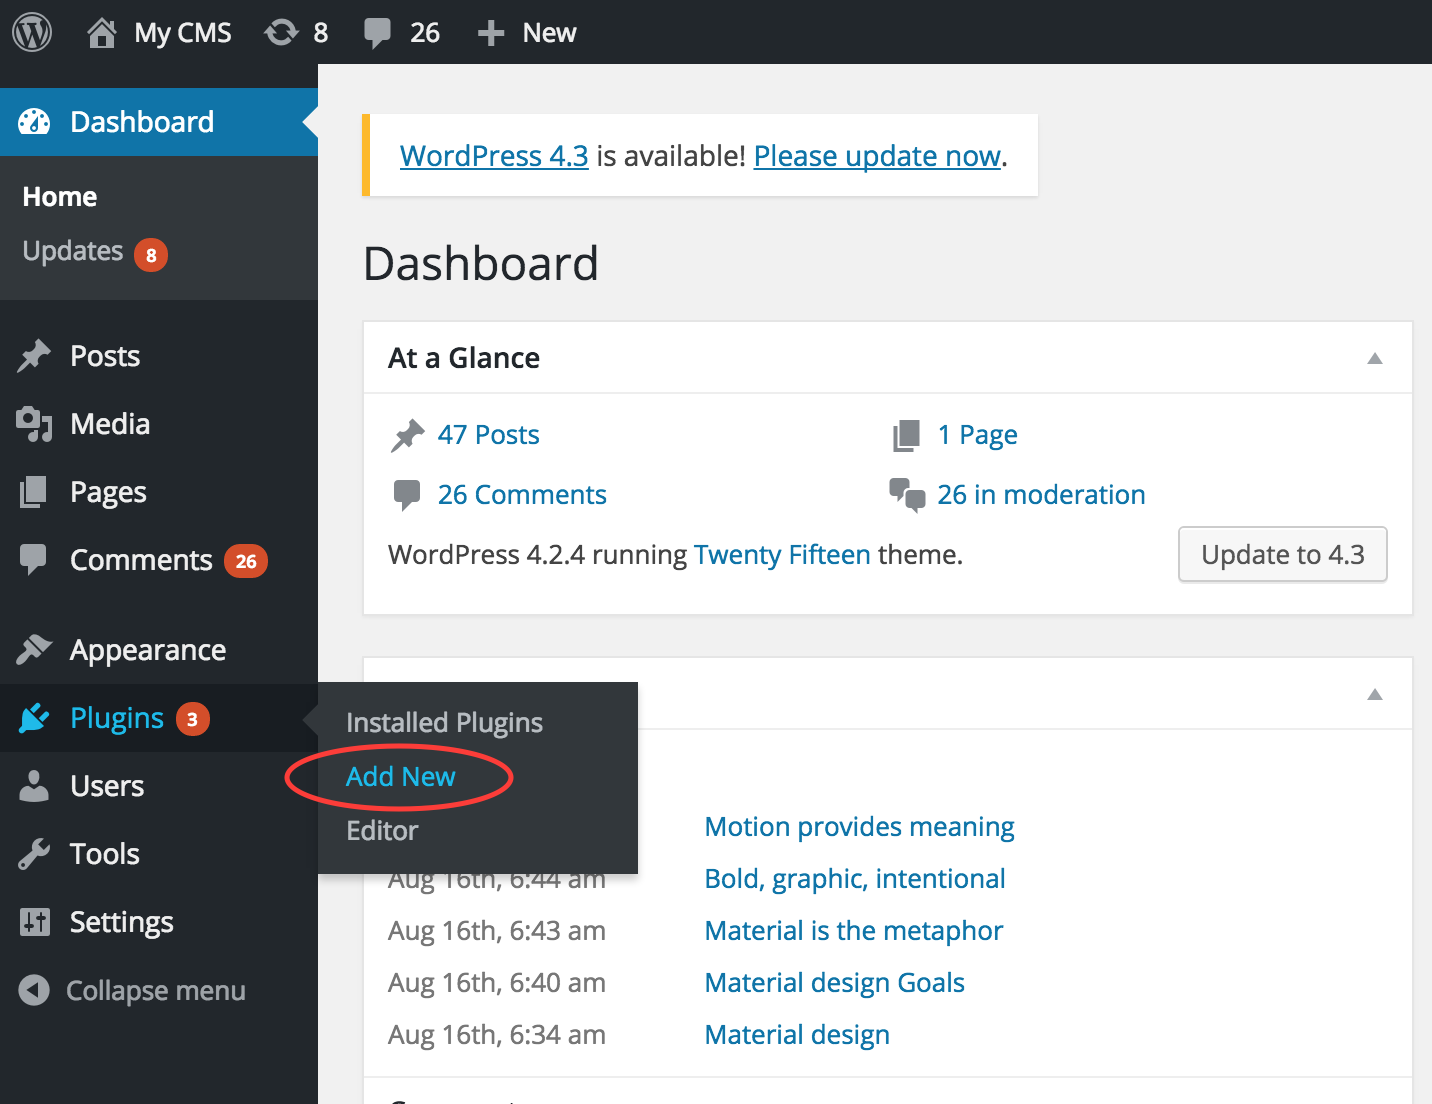 My CMS 8 26 New
Dashboard
Home
Updates 8
Posts
Media
Pages
Comments 26
Appearance
Plugins 3
Users
Tools
Settings
Collapse menu
Installed Plugins
Add New
Editor
WordPress 4.3 is available! Please update now.
Dashboard
At a Glance
47 Posts
1 Page
26 Comments
26 in moderation
WordPress 4.2.4 running Twenty Fifteen theme.
Update to 4.3
Motion provides meaning
Aug 16th, 6:44 am Bold, graphic, intentional
Aug 16th, 6:43 am Material is the metaphor
Aug 16th, 6:40 am Material design Goals
Aug 16th, 6:34 am Material design